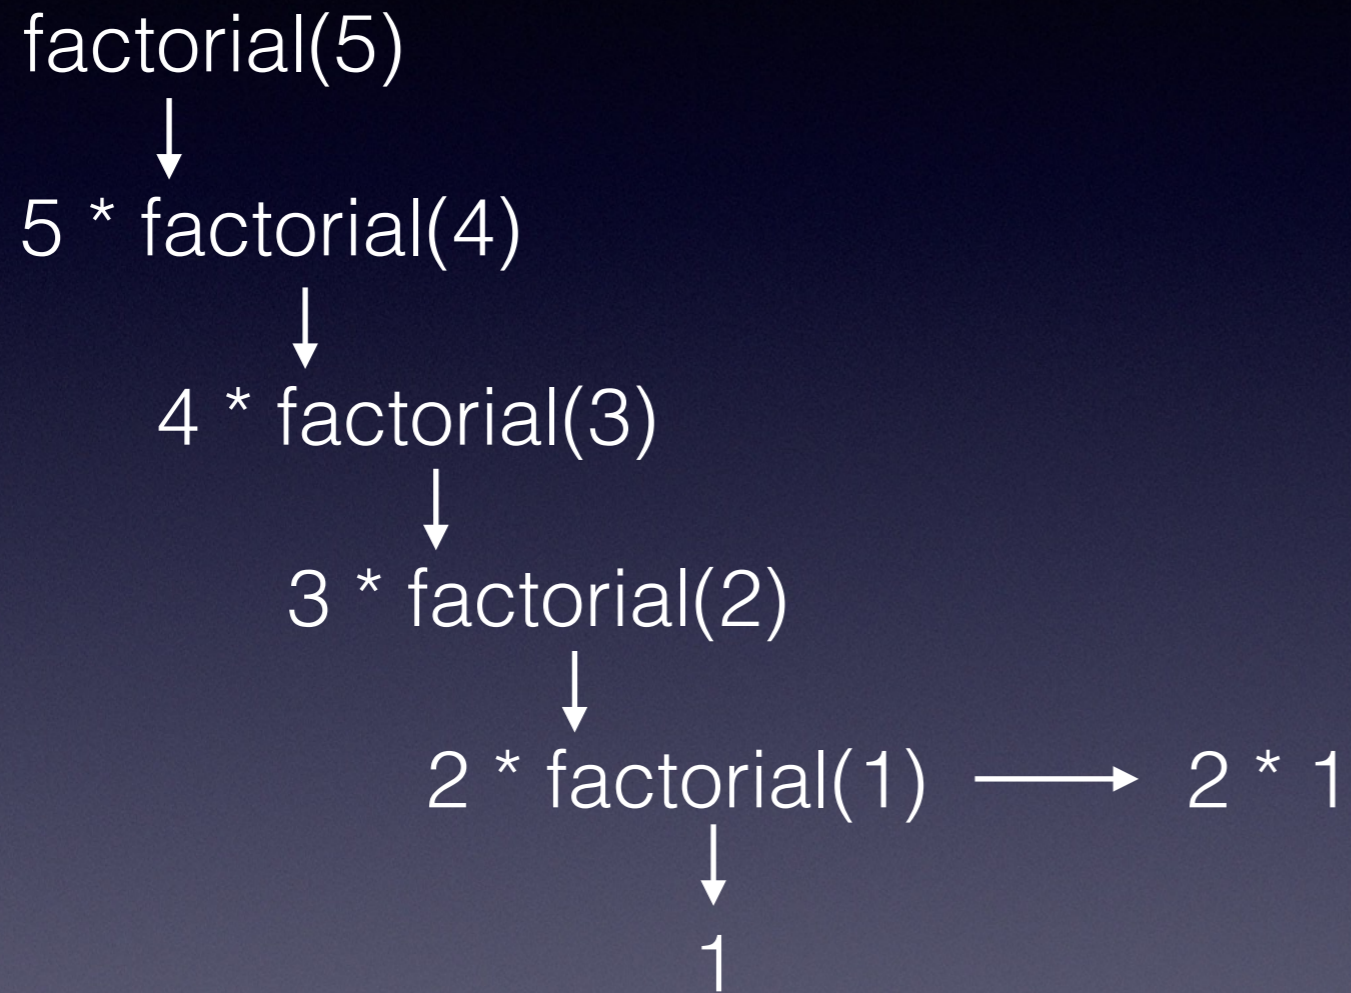 factorial(5)
5 * factorial(4)
4 * factorial(3)
3 * factorial(2)
2 * factorial(1) 2 * 1
1